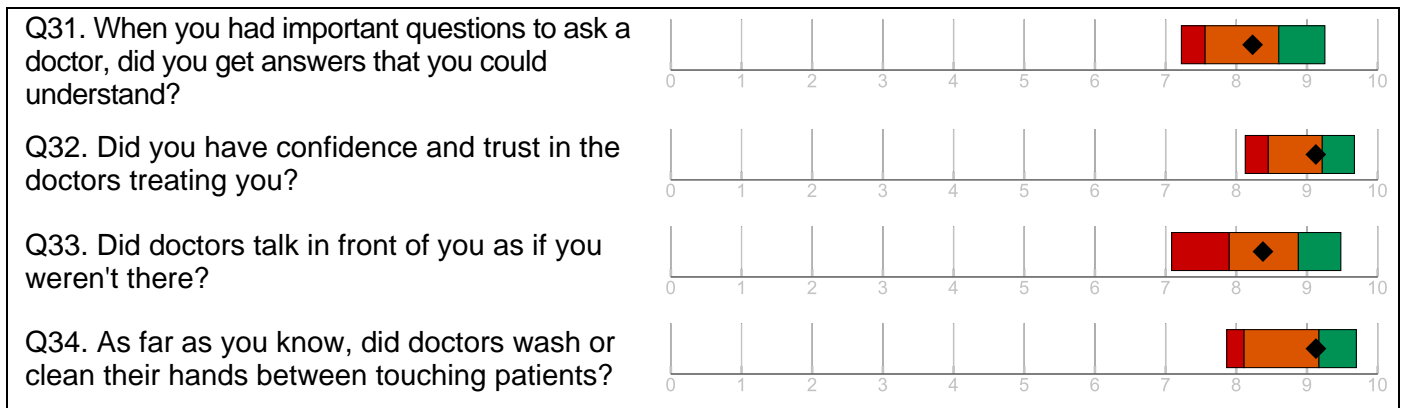 Q31. When you had important questions to ask a
doctor, did you get answers that you could
understand?
0 1 2 3 4 5 6 7 8 9 10
Q32. Did you have confidence and trust in the
doctors treating you?
0 1 2 3 4 5 6 7 8 9 10
Q33. Did doctors talk in front of you as if you
weren't there?
0 1 2 3 4 5 6 7 8 9 10
Q34. As far as you know, did doctors wash or
clean their hands between touching patients?
0 1 2 3 4 5 6 7 8 9 10